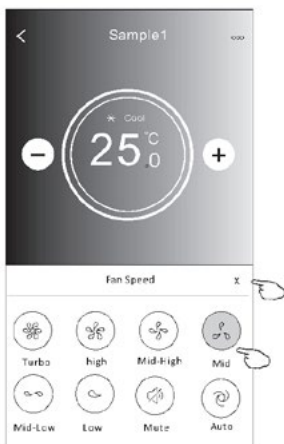 Sample1
Cool
25.0°C
Fan Speed x
Turbo high Mid-High Mid
Mid-Low Low Mute Auto